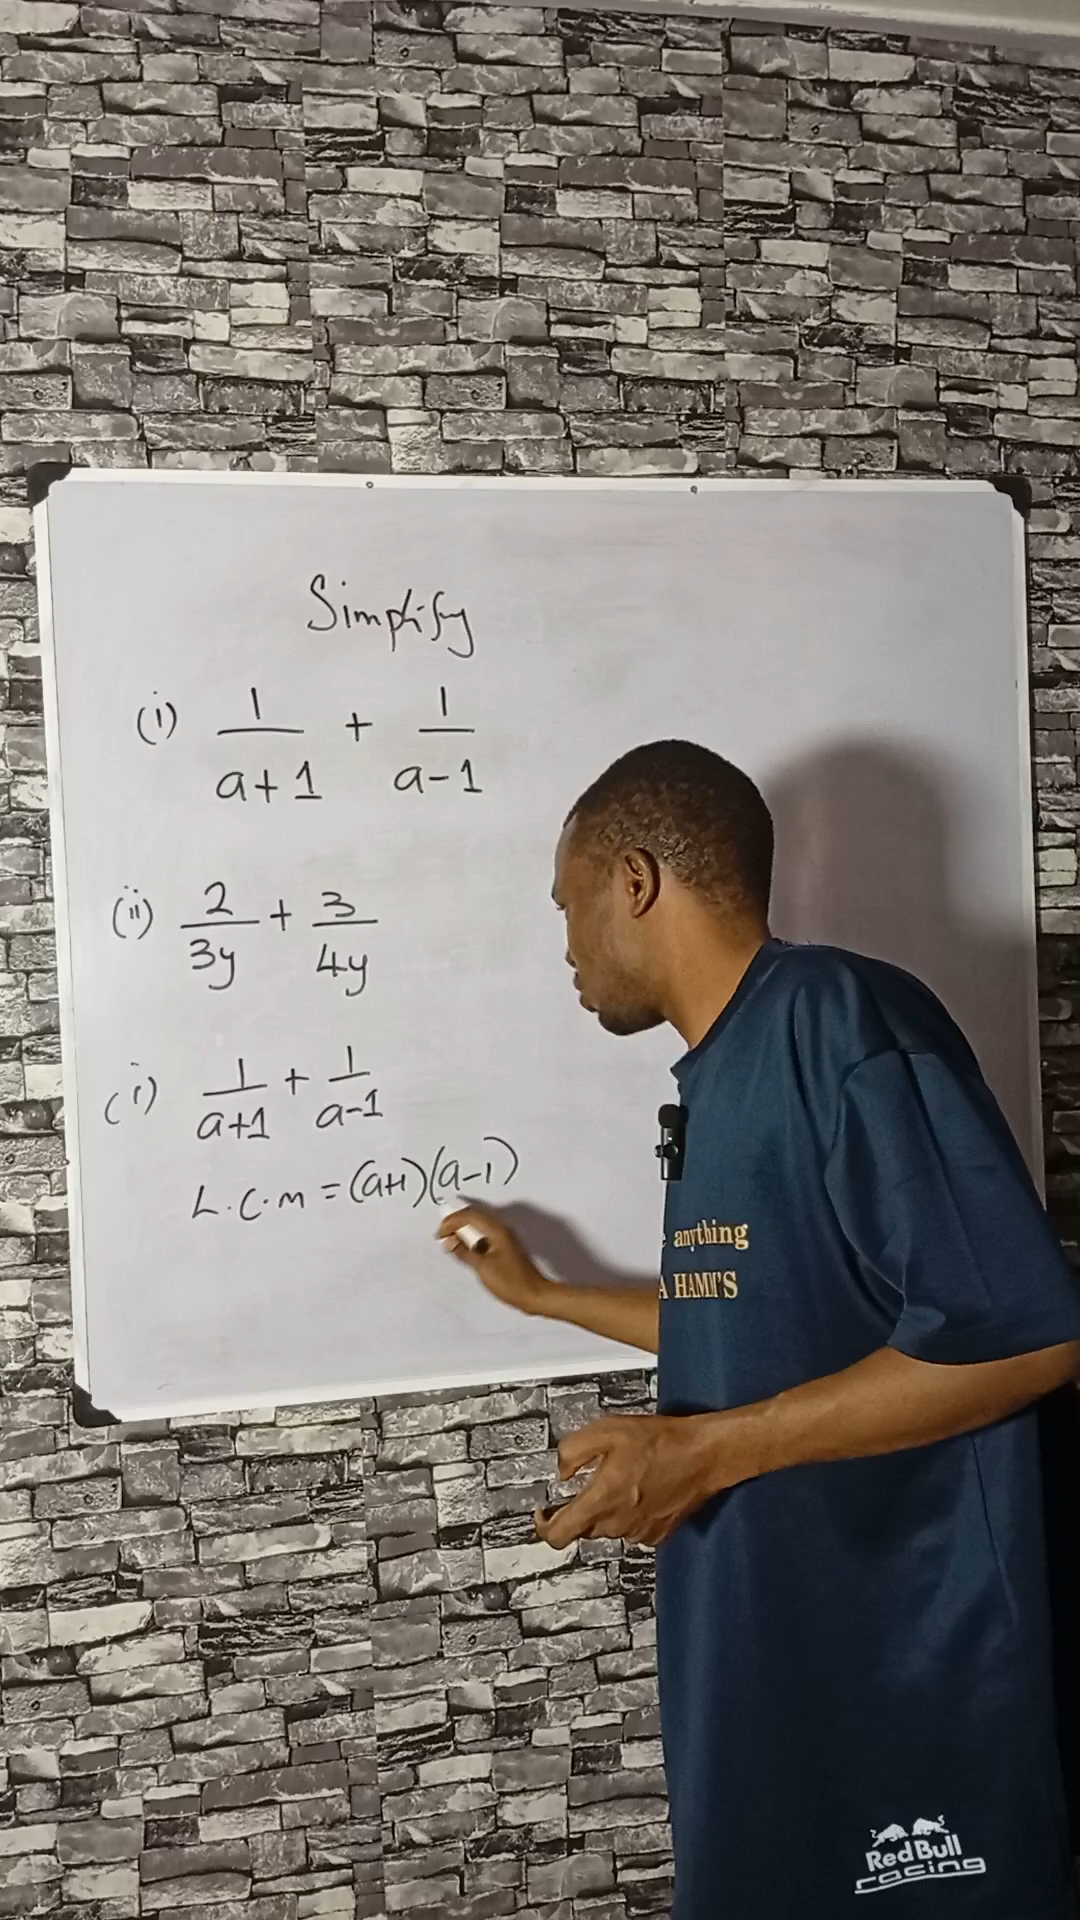 Simplify
(i) 1/(a+1) + 1/(a-1)
(ii) 2/3y + 3/4y
(i) 1/(a+1) + 1/(a-1)
L.C.M = (a+1)(a-1)
anything
A HAMM'S
Red Bull
racing